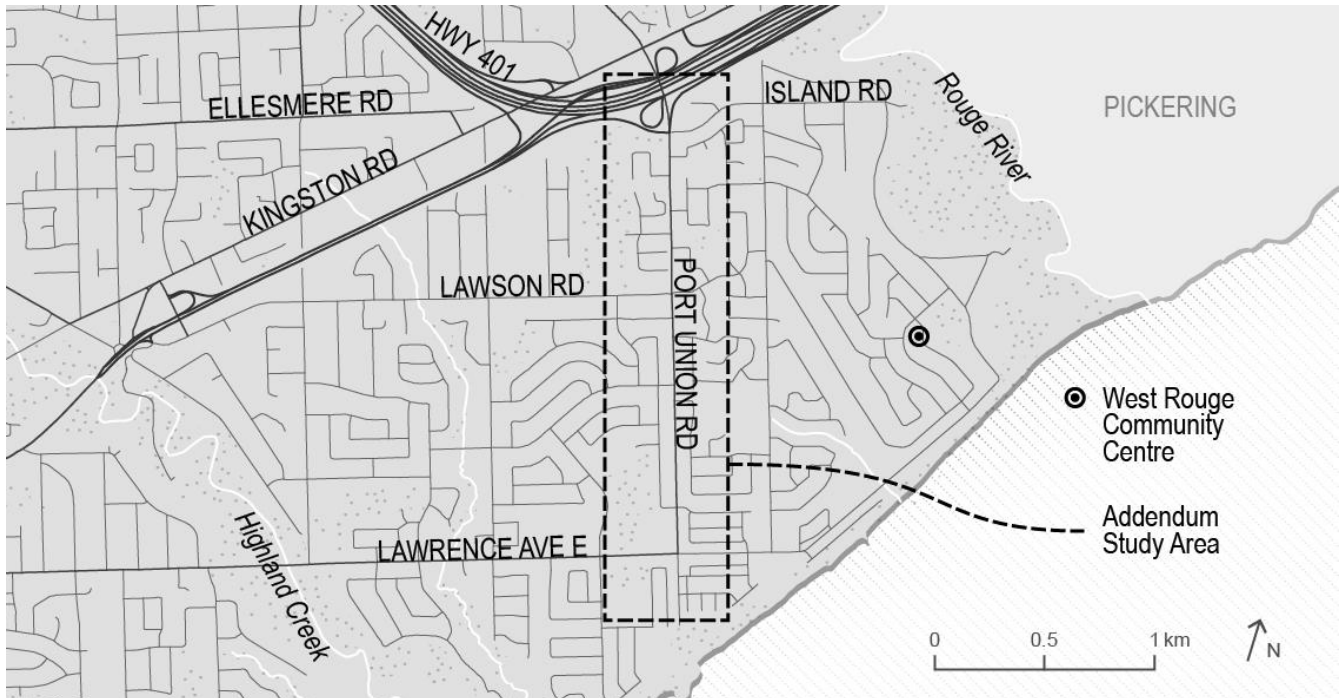 HWY 401
ELLESMERE RD
ISLAND RD
Rouge River
PICKERING
KINGSTON RD
LAWSON RD
PORT UNION RD
West Rouge
Community
Centre
Addendum
Study Area
Highland Creek
LAWRENCE AVE E
0 0.5 1 km
N